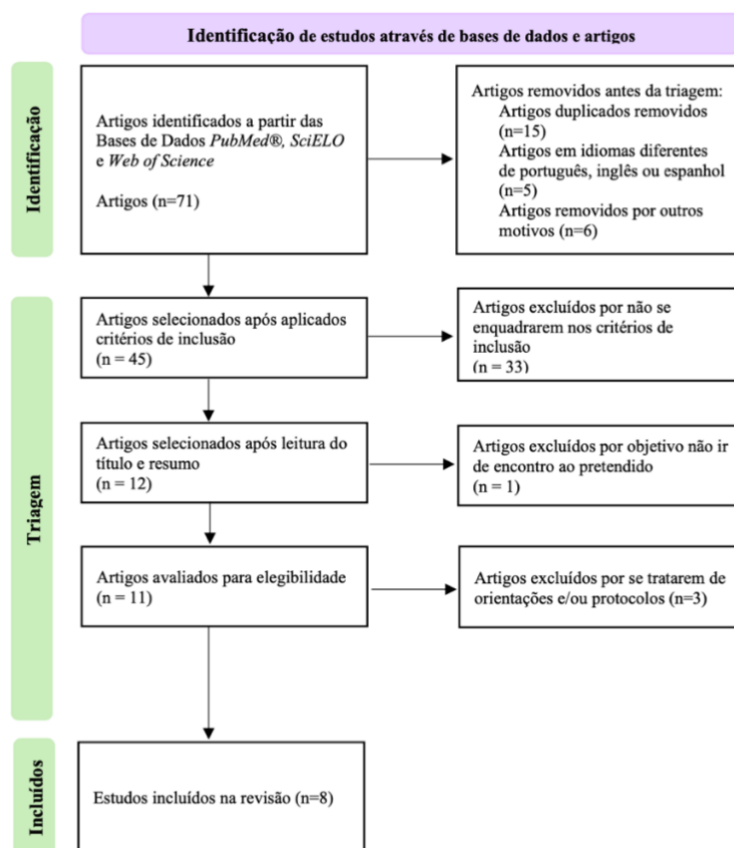 Identificação de estudos através de bases de dados e artigos
Identificação
Artigos identificados a partir das
Bases de Dados PubMed®, SciELO
e Web of Science
Artigos (n=71)
Artigos removidos antes da triagem:
Artigos duplicados removidos
(n=15)
Artigos em idiomas diferentes
de português, inglês ou espanhol
(n=5)
Artigos removidos por outros
motivos (n=6)
Triagem
Artigos selecionados após aplicados
critérios de inclusão
(n = 45)
Artigos excluídos por não se
enquadrarem nos critérios de
inclusão
(n = 33)
Artigos selecionados após leitura do
título e resumo
(n = 12)
Artigos excluídos por objetivo não ir
de encontro ao pretendido
(n = 1)
Artigos avaliados para elegibilidade
(n = 11)
Artigos excluídos por se tratarem de
orientações e/ou protocolos (n=3)
Incluídos
Estudos incluídos na revisão (n=8)